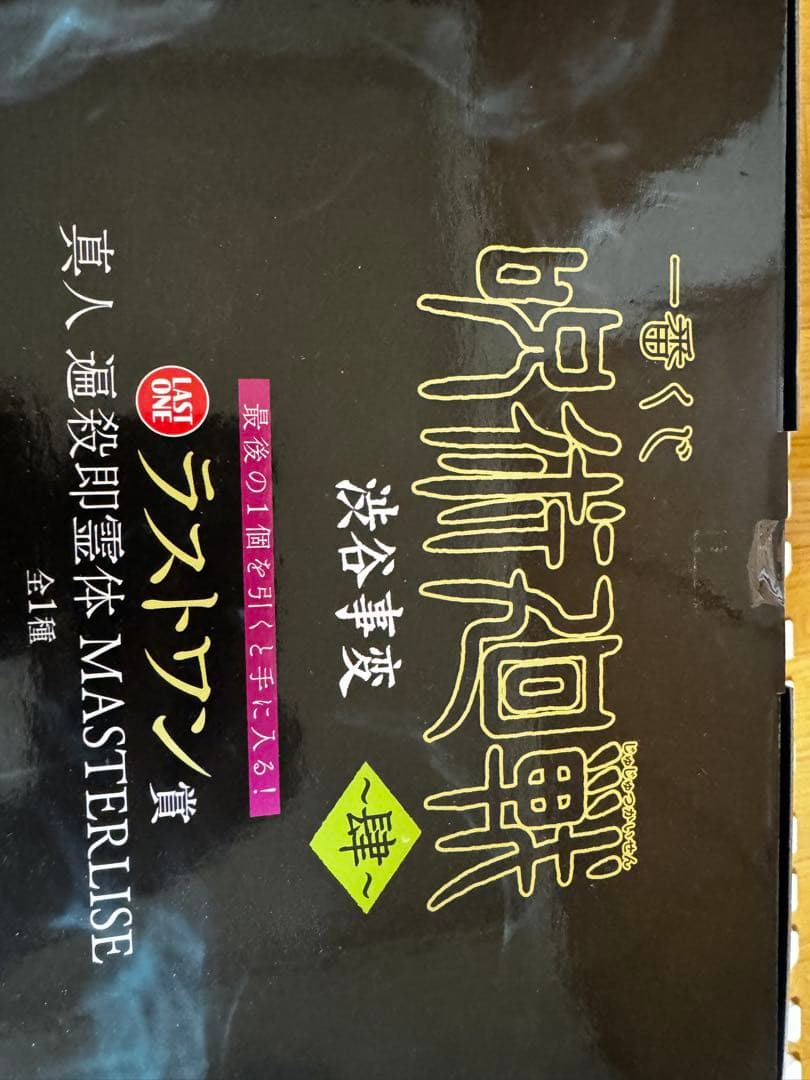 一番くじ
呪術廻戦
じゅじゅつかいせん
渋谷事変
～肆～
最後の1個を引くと手に入る!
LAST
ONE
ラストワン賞
真人 遍殺即霊体 MASTERLISE
全1種